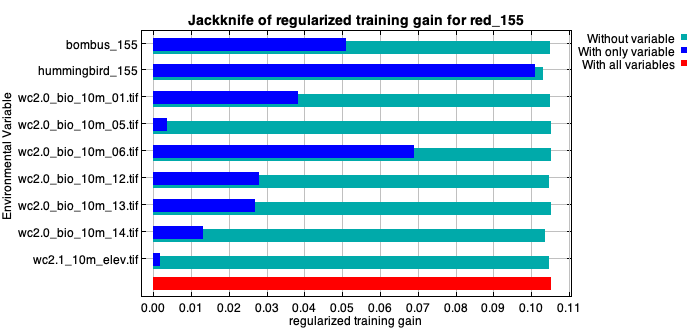 Jackknife of regularized training gain for red_155
Without variable
With only variable
With all variables
Environmental Variable
bombus_155
hummingbird_155
wc2.0_bio_10m_01.tif
wc2.0_bio_10m_05.tif
wc2.0_bio_10m_06.tif
wc2.0_bio_10m_12.tif
wc2.0_bio_10m_13.tif
wc2.0_bio_10m_14.tif
wc2.1_10m_elev.tif
0.00 0.01 0.02 0.03 0.04 0.05 0.06 0.07 0.08 0.09 0.10 0.11
regularized training gain